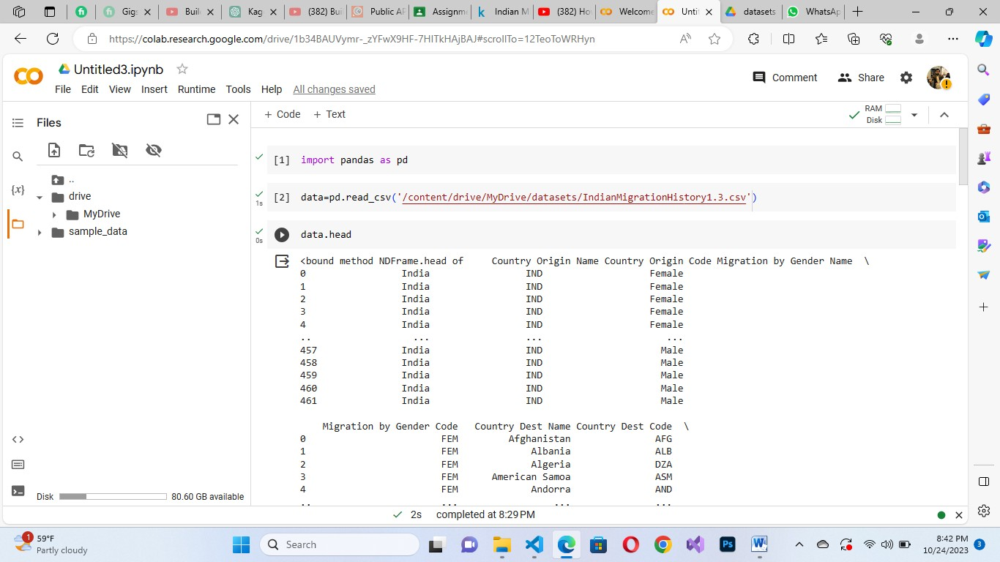 Gigs
Buil
Kag
(382) Bui
Public AP
Assignme
Indian M
(382) Hov
Welcome
Untit
datasets
WhatsAp
https://colab.research.google.com/drive/1b34BAUVymr-_zYFwX9HF-7HITkHAjBAJ#scrollTo=12TeoToWRHyn
Untitled3.ipynb
Comment
Share
File Edit View Insert Runtime Tools Help All changes saved
Files
+ Code + Text
RAM
Disk
..
drive
MyDrive
sample_data
{x}
[1] import pandas as pd
[2] data=pd.read_csv('/content/drive/MyDrive/datasets/IndianMigrationHistory1.3.csv')
1s
data.head
0s
<bound method NDFrame.head of Country Origin Name Country Origin Code Migration by Gender Name \
0 India IND Female
1 India IND Female
2 India IND Female
3 India IND Female
4 India IND Female
.. ... ... ...
457 India IND Male
458 India IND Male
459 India IND Male
460 India IND Male
461 India IND Male
Migration by Gender Code Country Dest Name Country Dest Code \
0 FEM Afghanistan AFG
1 FEM Albania ALB
2 FEM Algeria DZA
3 FEM American Samoa ASM
4 FEM Andorra AND
.. ... ... ...
Disk 80.60 GB available
2s completed at 8:29 PM
1
59°F
Partly cloudy
Search
Ps
8:42 PM
10/24/2023
3